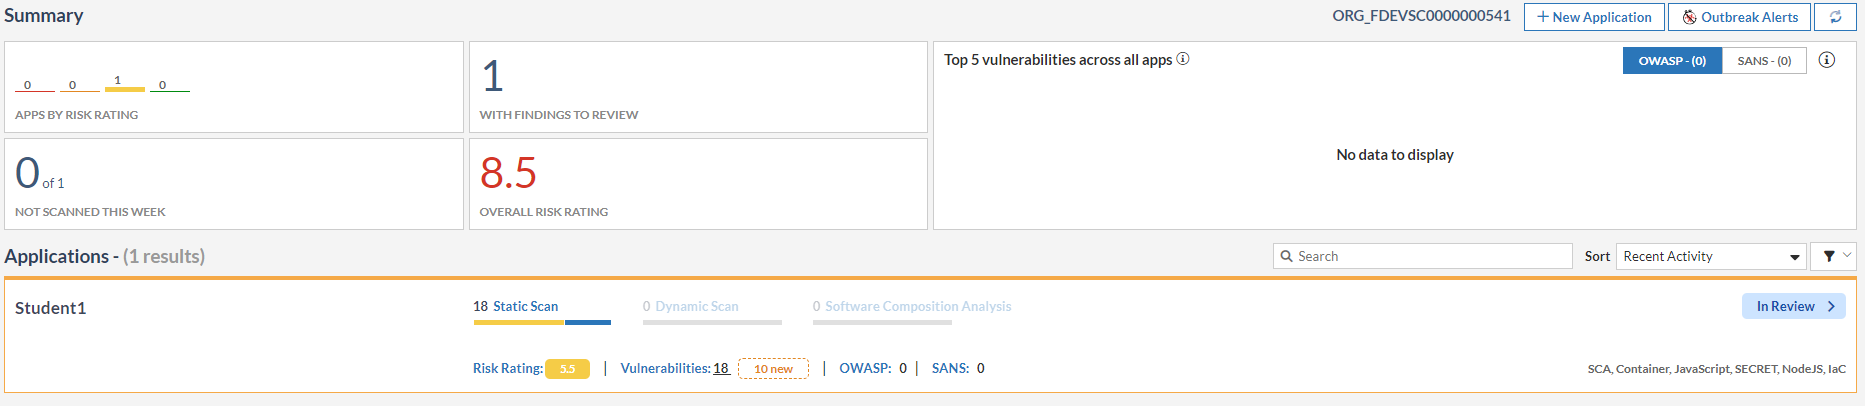 Summary
ORG_FDEVSC0000000541
+ New Application
Outbreak Alerts
0 0 1 0
APPS BY RISK RATING
1
WITH FINDINGS TO REVIEW
0 of 1
NOT SCANNED THIS WEEK
8.5
OVERALL RISK RATING
Top 5 vulnerabilities across all apps
OWASP - (0)
SANS - (0)
No data to display
Applications - (1 results)
Search
Sort
Recent Activity
Student1
18 Static Scan
0 Dynamic Scan
0 Software Composition Analysis
In Review
Risk Rating: 5.5 | Vulnerabilities: 18 10 new | OWASP: 0 | SANS: 0
SCA, Container, JavaScript, SECRET, NodeJS, IaC